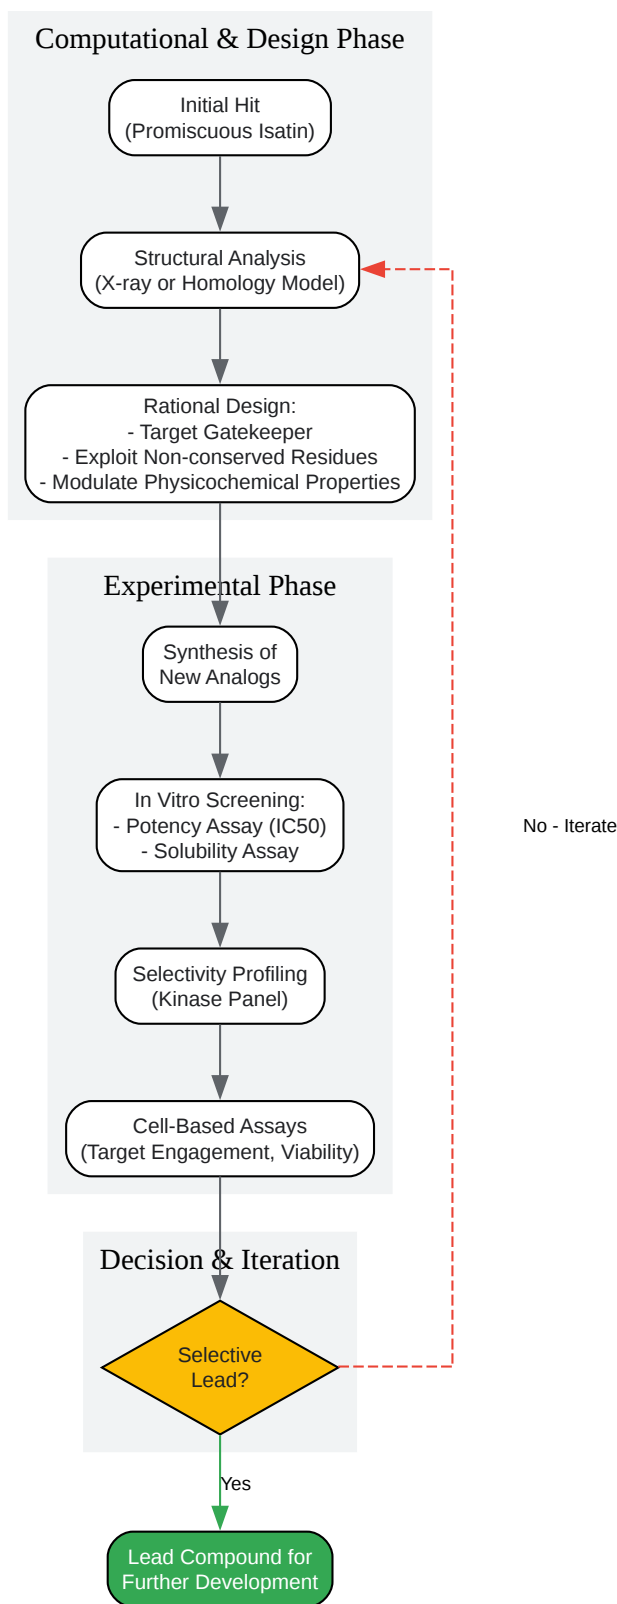 Computational & Design Phase
Initial Hit
(Promiscuous Isatin)
Structural Analysis
(X-ray or Homology Model)
Rational Design:
- Target Gatekeeper
- Exploit Non-conserved Residues
- Modulate Physicochemical Properties
Experimental Phase
Synthesis of
New Analogs
In Vitro Screening:
- Potency Assay (IC50)
- Solubility Assay
No - Iterate
Selectivity Profiling
(Kinase Panel)
Cell-Based Assays
(Target Engagement, Viability)
Decision & Iteration
Selective
Lead?
Yes
Lead Compound for
Further Development